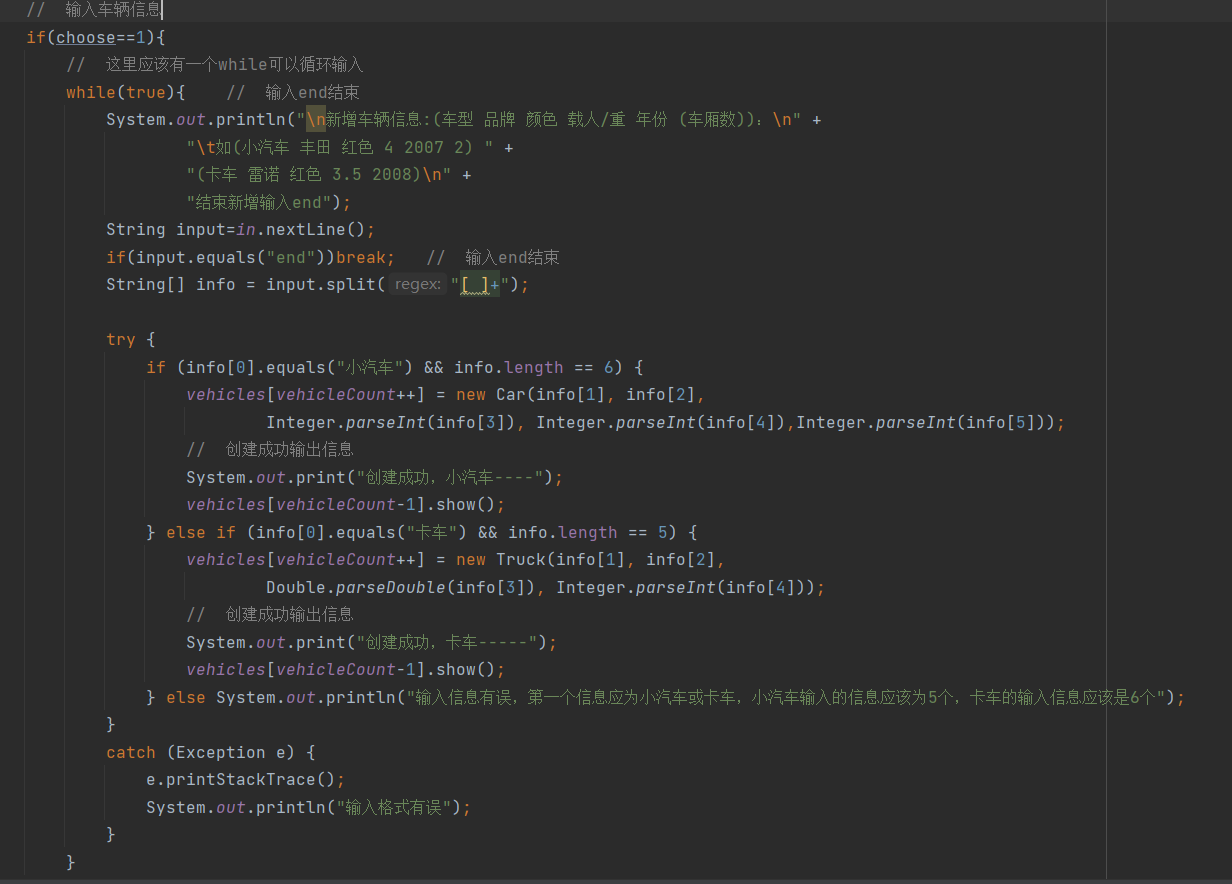 //  输入车辆信息
if(choose==1){
//  这里应该有一个while可以循环输入
while(true){    //  输入end结束
System.out.println("\n新增车辆信息:(车型 品牌 颜色 载人/重 年份 (车厢数))：\n" +
"\t如(小汽车 丰田 红色 4 2007 2) " +
"(卡车 雷诺 红色 3.5 2008)\n" +
"结束新增输入end");
String input=in.nextLine();
if(input.equals("end"))break;   //  输入end结束
String[] info = input.split( regex: "[ ]+");
try {
if (info[0].equals("小汽车") && info.length == 6) {
vehicles[vehicleCount++] = new Car(info[1], info[2],
Integer.parseInt(info[3]), Integer.parseInt(info[4]),Integer.parseInt(info[5]));
//  创建成功输出信息
System.out.print("创建成功，小汽车----");
vehicles[vehicleCount-1].show();
} else if (info[0].equals("卡车") && info.length == 5) {
vehicles[vehicleCount++] = new Truck(info[1], info[2],
Double.parseDouble(info[3]), Integer.parseInt(info[4]));
//  创建成功输出信息
System.out.print("创建成功，卡车-----");
vehicles[vehicleCount-1].show();
} else System.out.println("输入信息有误，第一个信息应为小汽车或卡车，小汽车输入的信息应该为5个，卡车的输入信息应该是6个");
}
catch (Exception e) {
e.printStackTrace();
System.out.println("输入格式有误");
}
}